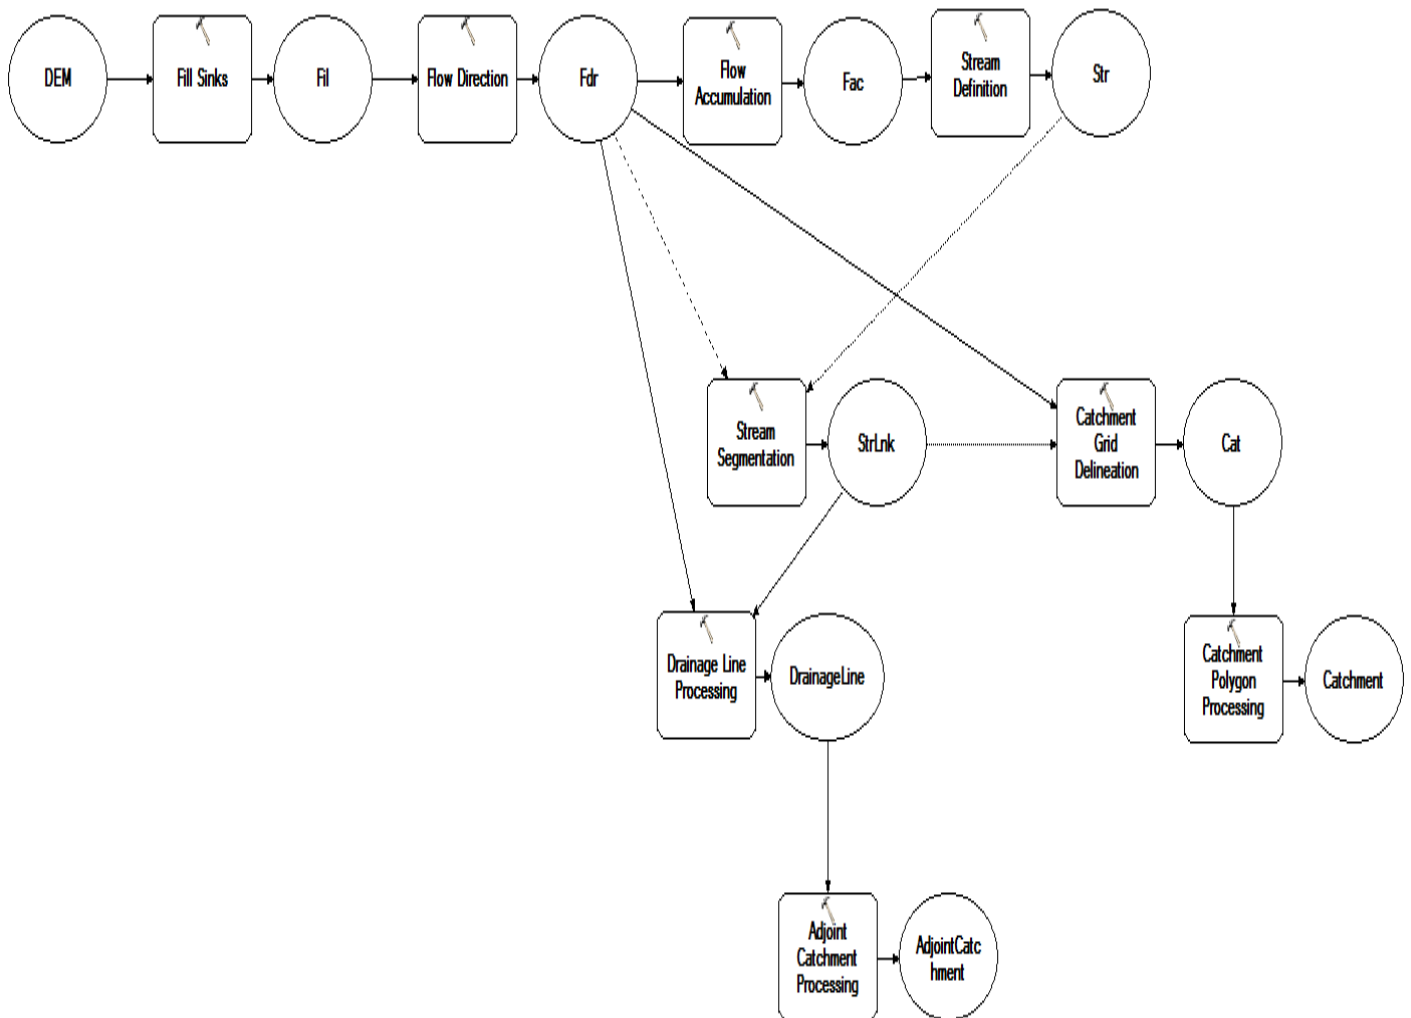 DEM
Fill Sinks
Fil
Flow Direction
Fdr
Flow
Accumulation
Fac
Stream
Definition
Str
Stream
Segmentation
StrLnk
Catchment
Grid
Delineation
Cat
Drainage Line
Processing
DrainageLine
Catchment
Polygon
Processing
Catchment
Adjoint
Catchment
Processing
AdjointCatc
hment